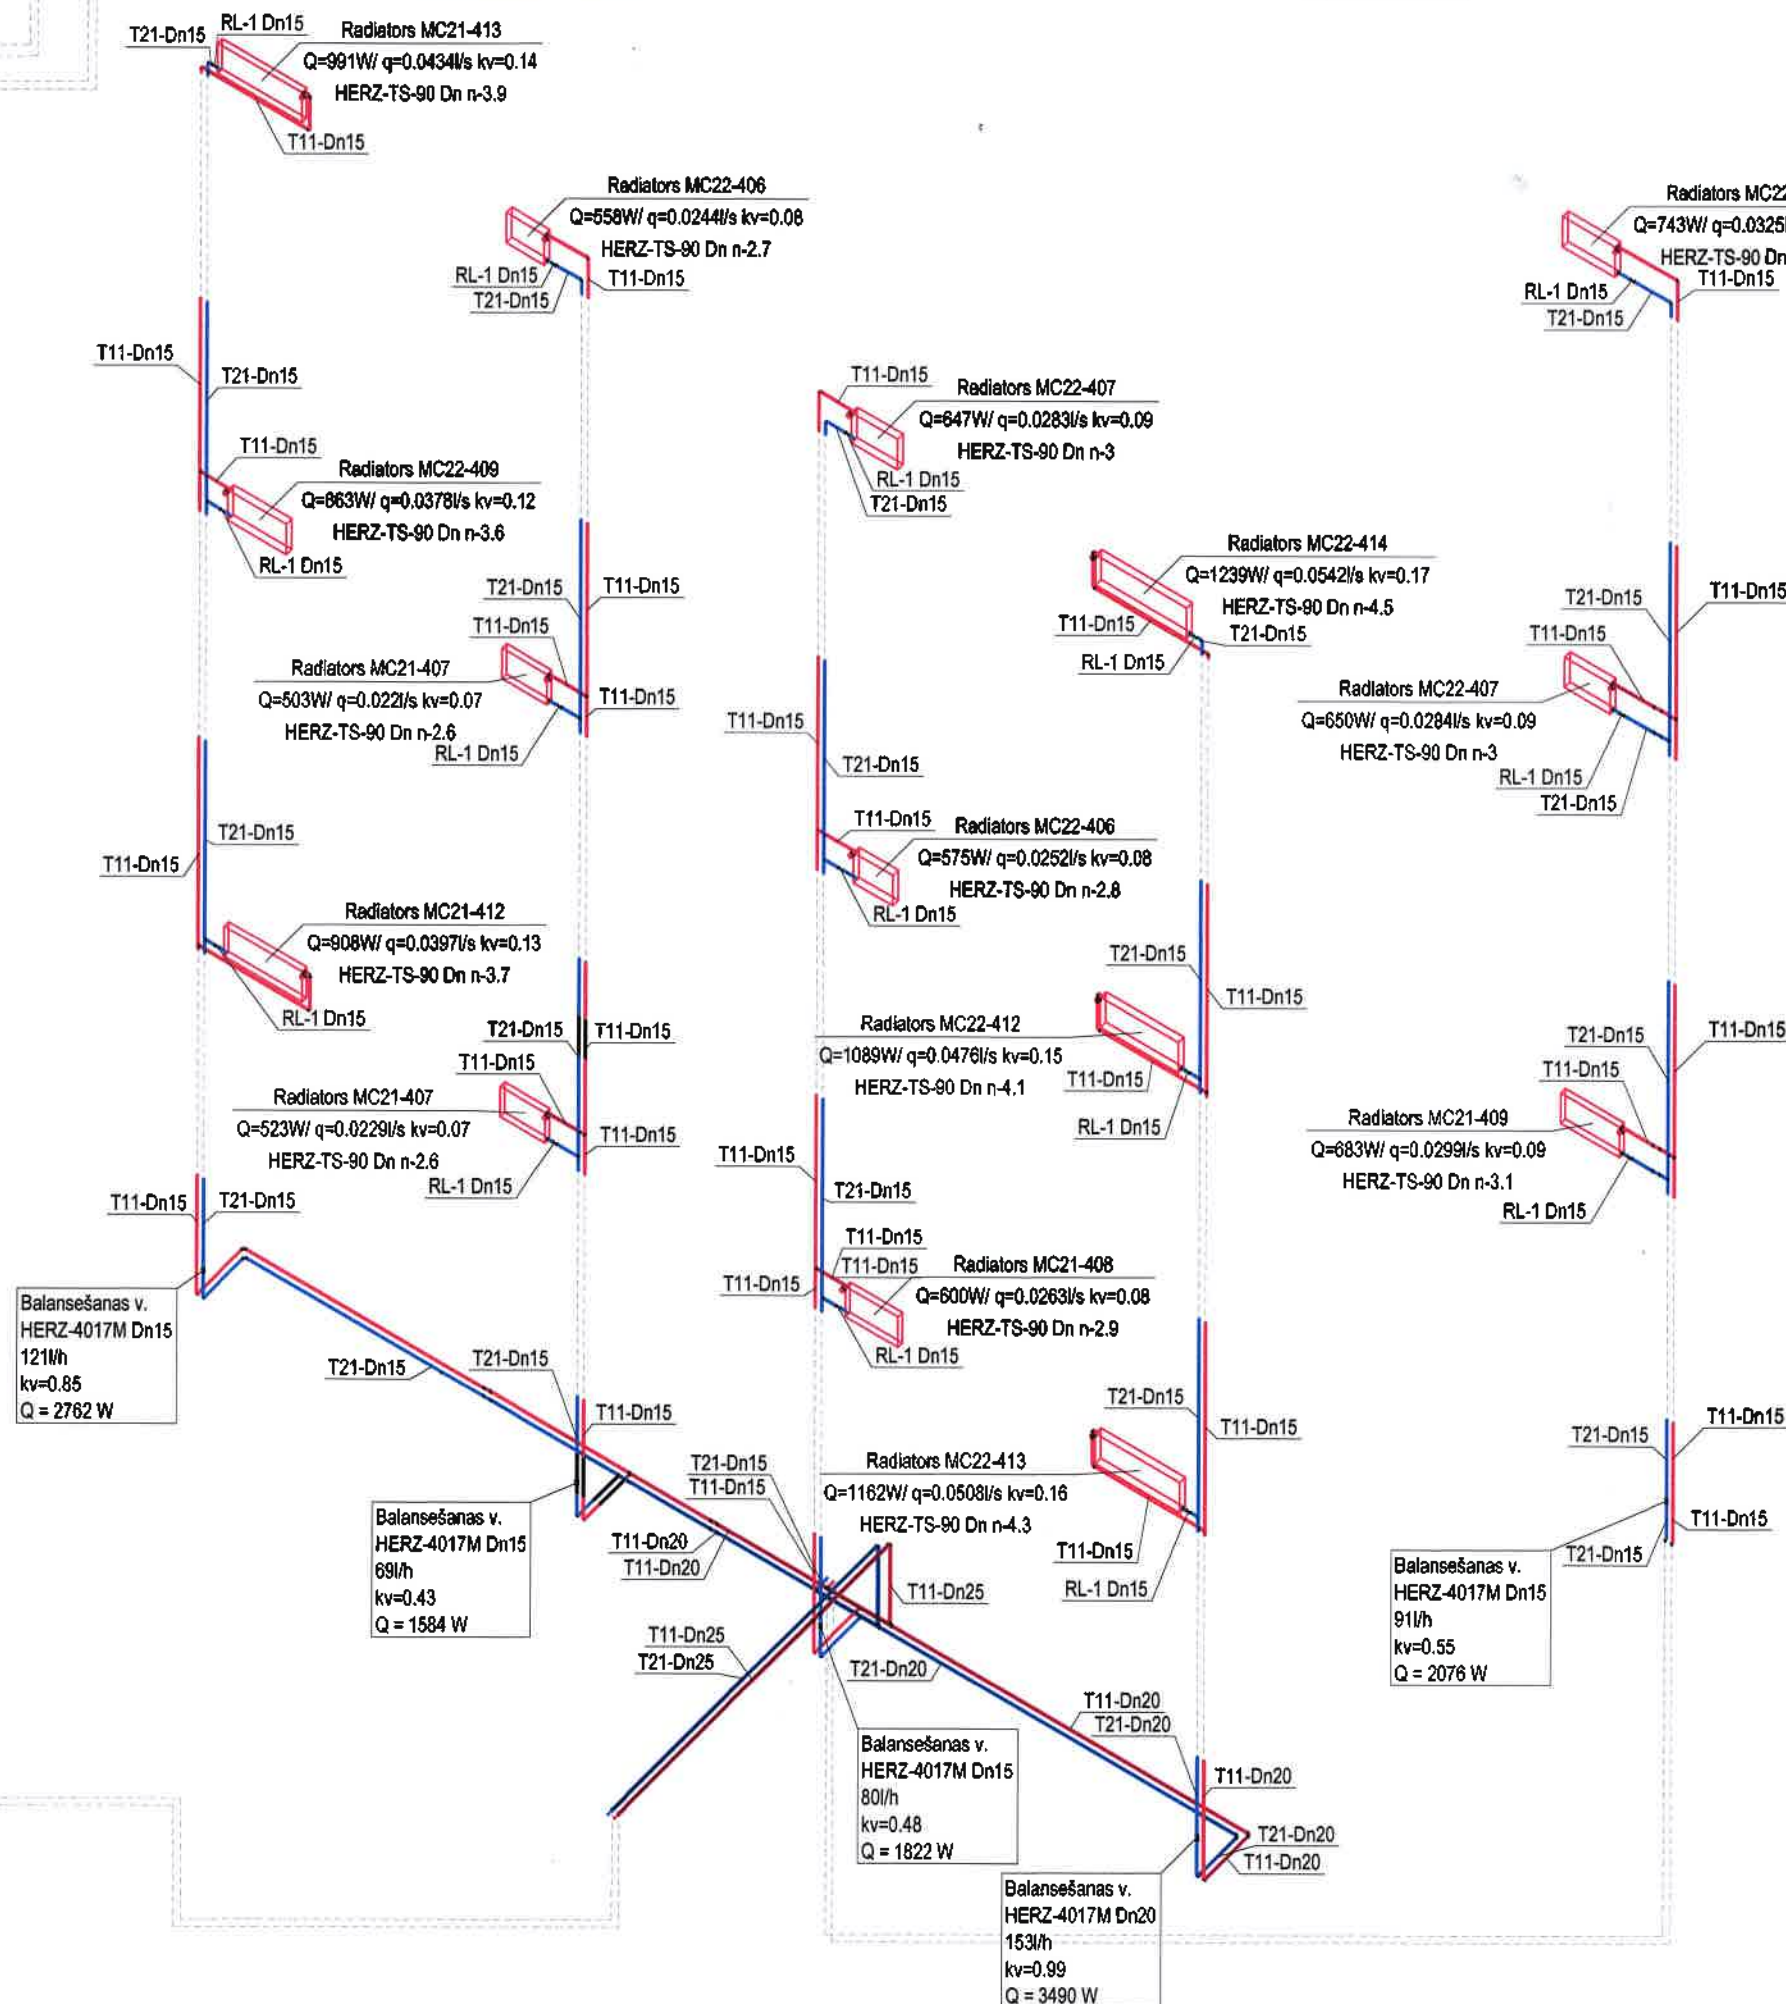 T21-Dn15
RL-1 Dn15
Radiators MC21-413
Q=991W/ q=0.0434l/s kv=0.14
HERZ-TS-90 Dn n-3.9
T11-Dn15
Radiators MC22-406
Q=558W/ q=0.0244l/s kv=0.08
HERZ-TS-90 Dn n-2.7
RL-1 Dn15
T11-Dn15
T21-Dn15
Radiators MC22
Q=743W/ q=0.0325
HERZ-TS-90 Dn
T11-Dn15
RL-1 Dn15
T21-Dn15
T11-Dn15
T21-Dn15
T11-Dn15
Radiators MC22-409
Q=863W/ q=0.0378l/s kv=0.12
HERZ-TS-90 Dn n-3.6
RL-1 Dn15
T11-Dn15
Radiators MC22-407
Q=647W/ q=0.0283l/s kv=0.09
HERZ-TS-90 Dn n-3
RL-1 Dn15
T21-Dn15
T21-Dn15
T11-Dn15
T11-Dn15
Radiators MC21-407
Q=503W/ q=0.022l/s kv=0.07
HERZ-TS-90 Dn n-2.6
T11-Dn15
RL-1 Dn15
Radiators MC22-414
Q=1239W/ q=0.0542l/s kv=0.17
HERZ-TS-90 Dn n-4.5
T11-Dn15
T21-Dn15
RL-1 Dn15
T21-Dn15
T11-Dn15
T11-Dn15
Radiators MC22-407
Q=650W/ q=0.0284l/s kv=0.09
HERZ-TS-90 Dn n-3
RL-1 Dn15
T21-Dn15
T11-Dn15
T21-Dn15
T11-Dn15
Radiators MC22-406
Q=575W/ q=0.0252l/s kv=0.08
HERZ-TS-90 Dn n-2.8
RL-1 Dn15
T21-Dn15
T11-Dn15
Radiators MC21-412
Q=908W/ q=0.0397l/s kv=0.13
HERZ-TS-90 Dn n-3.7
RL-1 Dn15
T21-Dn15
T11-Dn15
T11-Dn15
Radiators MC21-407
Q=523W/ q=0.0229l/s kv=0.07
HERZ-TS-90 Dn n-2.6
T11-Dn15
RL-1 Dn15
T21-Dn15
T11-Dn15
Radiators MC22-412
Q=1089W/ q=0.0476l/s kv=0.15
HERZ-TS-90 Dn n-4.1
T11-Dn15
RL-1 Dn15
T21-Dn15
T11-Dn15
T11-Dn15
Radiators MC21-409
Q=683W/ q=0.0299l/s kv=0.09
HERZ-TS-90 Dn n-3.1
RL-1 Dn15
T11-Dn15
T21-Dn15
T11-Dn15
T21-Dn15
T11-Dn15
T11-Dn15
T11-Dn15
Radiators MC21-408
Q=600W/ q=0.0263l/s kv=0.08
HERZ-TS-90 Dn n-2.9
RL-1 Dn15
Balansešanas v.
HERZ-4017M Dn15
121l/h
kv=0.85
Q = 2762 W
T21-Dn15
T21-Dn15
T11-Dn15
T21-Dn15
T11-Dn15
Radiators MC22-413
Q=1162W/ q=0.0508l/s kv=0.16
HERZ-TS-90 Dn n-4.3
T21-Dn15
T11-Dn15
T11-Dn15
RL-1 Dn15
T21-Dn15
T11-Dn15
T11-Dn15
T21-Dn15
Balansešanas v.
HERZ-4017M Dn15
69l/h
kv=0.43
Q = 1584 W
T11-Dn20
T11-Dn20
T11-Dn25
T11-Dn25
T21-Dn25
T21-Dn20
Balansešanas v.
HERZ-4017M Dn15
91l/h
kv=0.55
Q = 2076 W
T11-Dn20
T21-Dn20
T11-Dn20
T21-Dn20
T11-Dn20
Balansešanas v.
HERZ-4017M Dn15
80l/h
kv=0.48
Q = 1822 W
Balansešanas v.
HERZ-4017M Dn20
153l/h
kv=0.99
Q = 3490 W